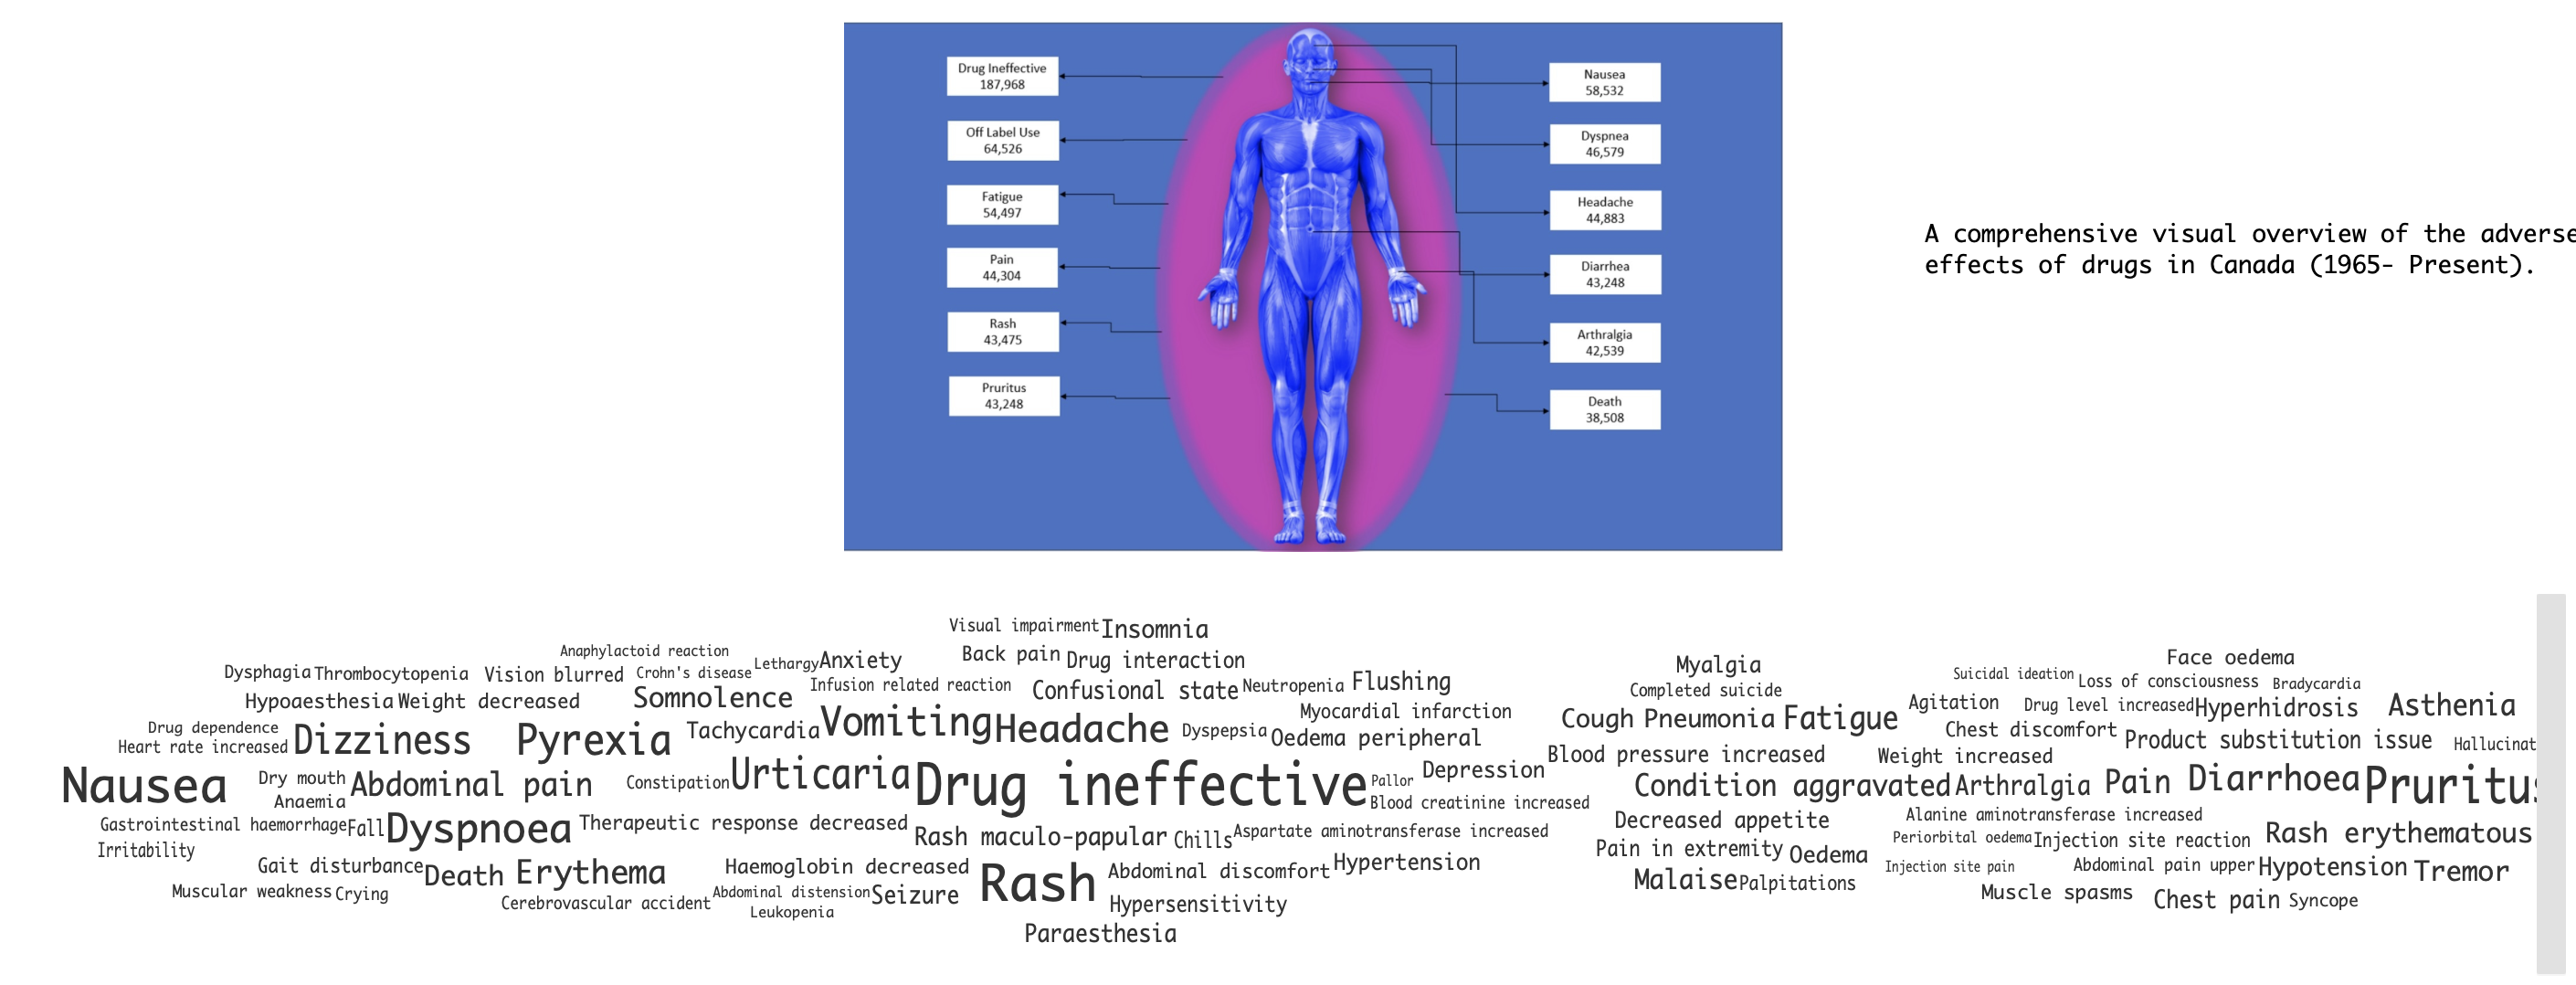 Drug Ineffective
187,968
Off Label Use
64,526
Fatigue
54,497
Pain
44,304
Rash
43,475
Pruritus
43,248
Nausea
58,532
Dyspnea
46,579
Headache
44,883
Diarrhea
43,248
Arthralgia
42,539
Death
38,508
A comprehensive visual overview of the adverse
effects of drugs in Canada (1965- Present).
Visual impairment
Insomnia
Anaphylactoid reaction
Back pain
Drug interaction
Dysphagia
Thrombocytopenia
Vision blurred
Crohn's disease
Lethargy
Anxiety
Hypoaesthesia
Weight decreased
Somnolence
Infusion related reaction
Confusional state
Neutropenia
Flushing
Drug dependence
Heart rate increased
Dizziness
Pyrexia
Tachycardia
Vomiting
Headache
Dyspepsia
Myocardial infarction
Oedema peripheral
Nausea
Dry mouth
Anaemia
Abdominal pain
Constipation
Urticaria
Drug ineffective
Pallor
Depression
Blood creatinine increased
Gastrointestinal haemorrhage
Fall
Dyspnoea
Therapeutic response decreased
Rash maculo-papular
Chills
Aspartate aminotransferase increased
Irritability
Gait disturbance
Death
Erythema
Haemoglobin decreased
Rash
Abdominal discomfort
Hypertension
Muscular weakness
Crying
Cerebrovascular accident
Abdominal distension
Seizure
Leukopenia
Hypersensitivity
Paraesthesia
Myalgia
Completed suicide
Cough
Pneumonia
Fatigue
Blood pressure increased
Condition aggravated
Decreased appetite
Pain in extremity
Oedema
Malaise
Palpitations
Face oedema
Suicidal ideation
Loss of consciousness
Bradycardia
Agitation
Drug level increased
Hyperhidrosis
Asthenia
Chest discomfort
Product substitution issue
Hallucinat
Weight increased
Arthralgia
Pain
Diarrhoea
Pruritus
Alanine aminotransferase increased
Periorbital oedema
Injection site reaction
Rash erythematous
Injection site pain
Abdominal pain upper
Hypotension
Tremor
Muscle spasms
Chest pain
Syncope